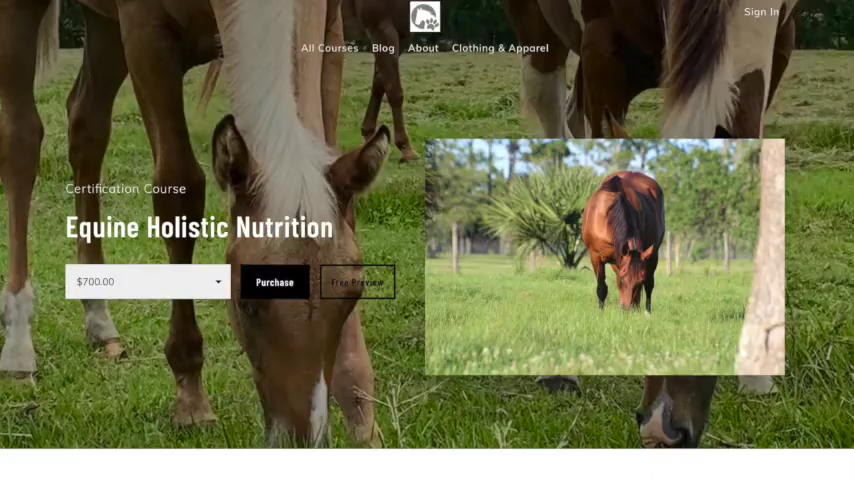 Sign In
All Courses Blog About Clothing & Apparel
Certification Course
Equine Holistic Nutrition
$700.00 Purchase Free Preview